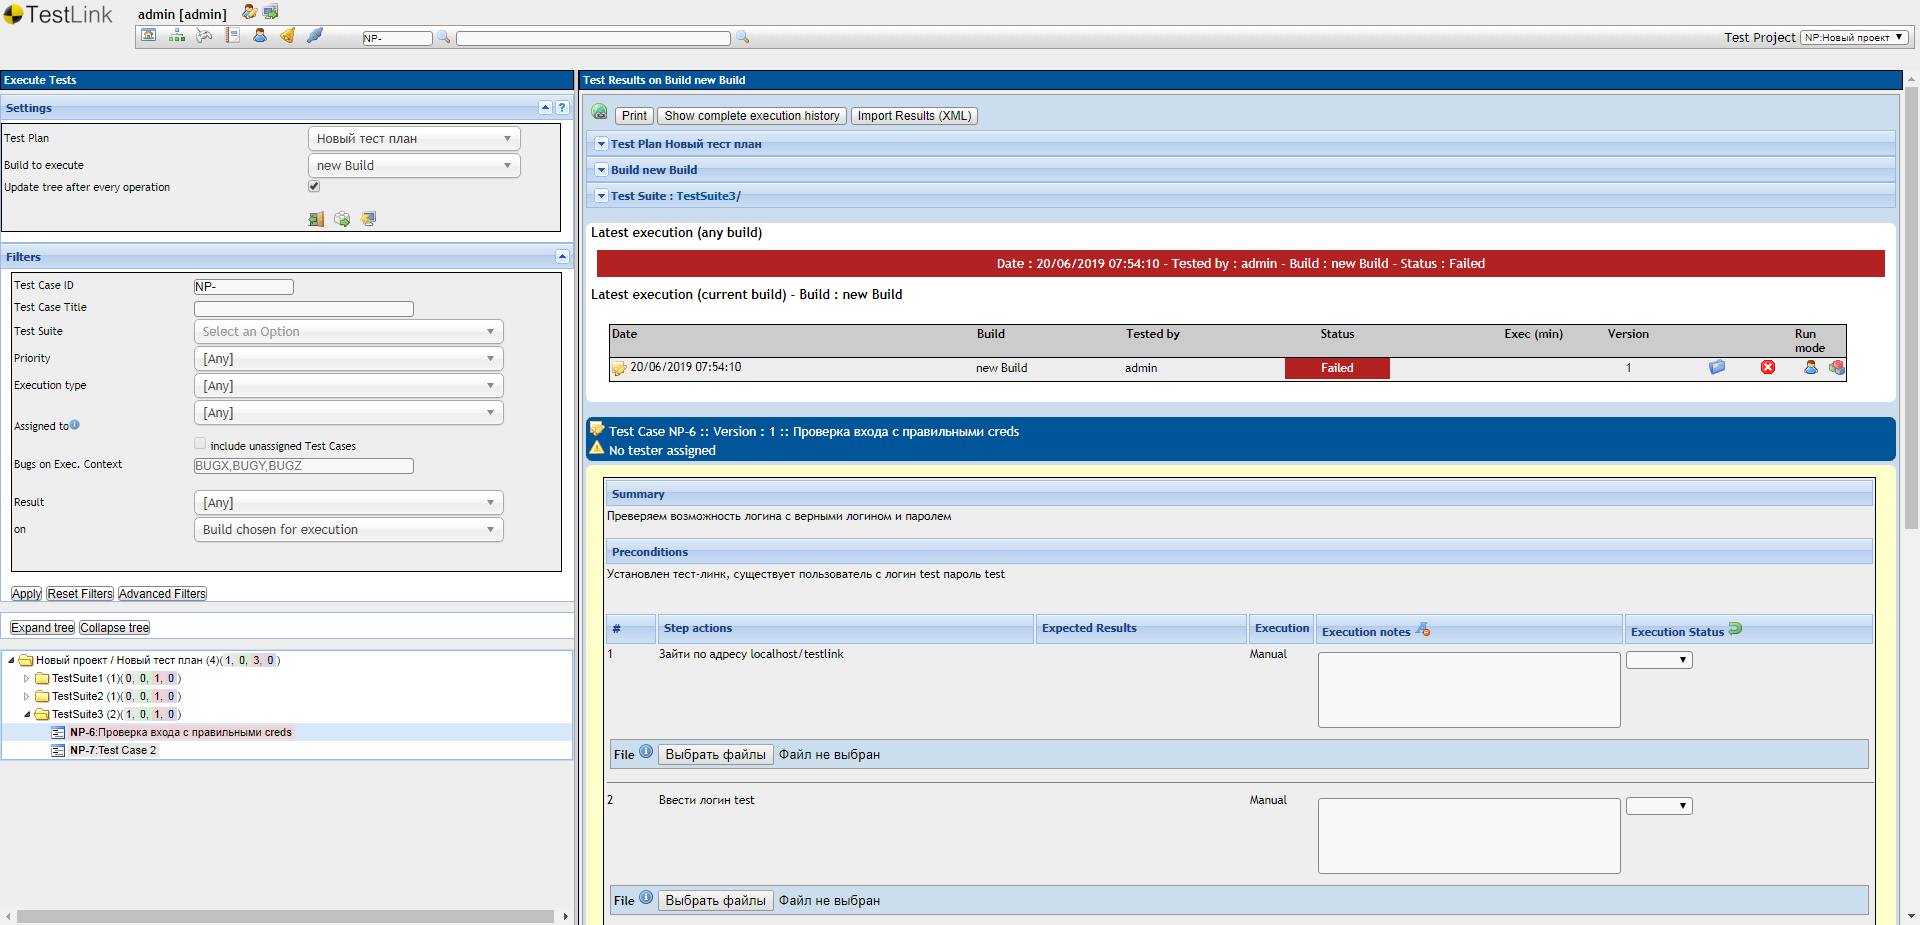 TestLink
admin [admin]
NP-
Test Project NP:Новый проект
Execute Tests
Settings
?
Test Plan Новый тест план
Build to execute new Build
Update tree after every operation
Filters
Test Case ID NP-
Test Case Title
Test Suite Select an Option
Priority [Any]
Execution type [Any]
[Any]
Assigned to
include unassigned Test Cases
Bugs on Exec. Context BUGX,BUGY,BUGZ
Result [Any]
on Build chosen for execution
Apply Reset Filters Advanced Filters
Expand tree Collapse tree
Новый проект / Новый тест план (4)(1, 0, 3, 0)
TestSuite1 (1)(0, 0, 1, 0)
TestSuite2 (1)(0, 0, 1, 0)
TestSuite3 (2)(1, 0, 1, 0)
NP-6:Проверка входа с правильными creds
NP-7:Test Case 2
Test Results on Build new Build
Print Show complete execution history Import Results (XML)
Test Plan Новый тест план
Build new Build
Test Suite : TestSuite3/
Latest execution (any build)
Date : 20/06/2019 07:54:10 - Tested by : admin - Build : new Build - Status : Failed
Latest execution (current build) - Build : new Build
Date Build Tested by Status Exec (min) Version Run mode
20/06/2019 07:54:10 new Build admin Failed 1
Test Case NP-6 :: Version : 1 :: Проверка входа с правильными creds
No tester assigned
Summary
Преверяем возможность логина с верными логином и паролем
Preconditions
Установлен тест-линк, существует пользователь с логин test пароль test
# Step actions Expected Results Execution Execution notes Execution Status
1 Зайти по адресу localhost/testlink Manual
File Выбрать файлы Файл не выбран
2 Ввести логин test Manual
File Выбрать файлы Файл не выбран